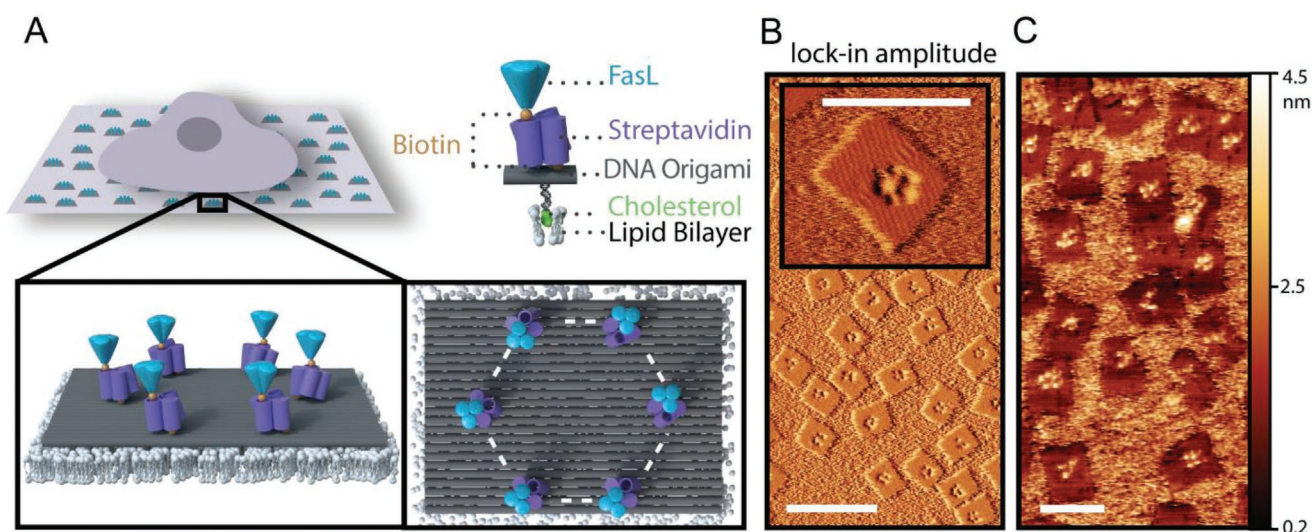 A
FasL
Biotin
Streptavidin
DNA Origami
Cholesterol
Lipid Bilayer
B
lock-in amplitude
C
4.5
nm
2.5
0.2